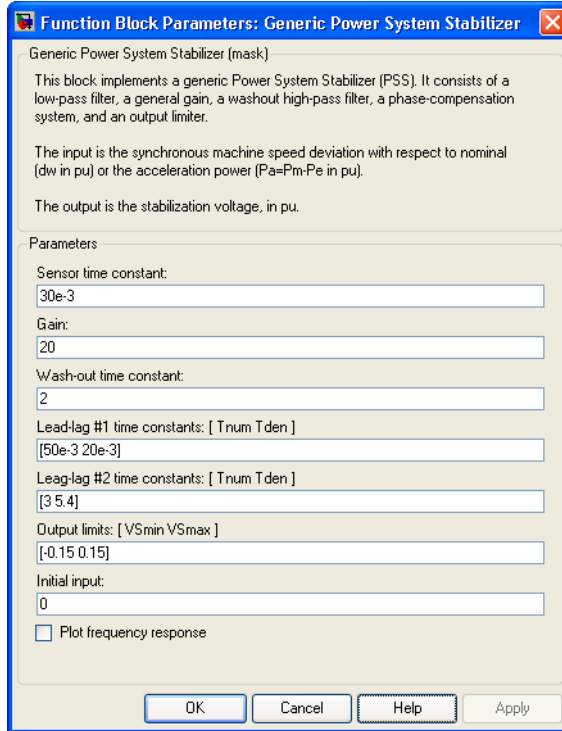 Function Block Parameters: Generic Power System Stabilizer
Generic Power System Stabilizer (mask)
This block implements a generic Power System Stabilizer (PSS). It consists of a
low-pass filter, a general gain, a washout high-pass filter, a phase-compensation
system, and an output limiter.
The input is the synchronous machine speed deviation with respect to nominal
(dw in pu) or the acceleration power (Pa=Pm-Pe in pu).
The output is the stabilization voltage, in pu.
Parameters
Sensor time constant:
30e-3
Gain:
20
Wash-out time constant:
2
Lead-lag #1 time constants: [ Tnum Tden ]
[50e-3 20e-3]
Leag-lag #2 time constants: [ Tnum Tden ]
[3 5.4]
Output limits: [ VSmin VSmax ]
[-0.15 0.15]
Initial input:
0
Plot frequency response
OK Cancel Help Apply